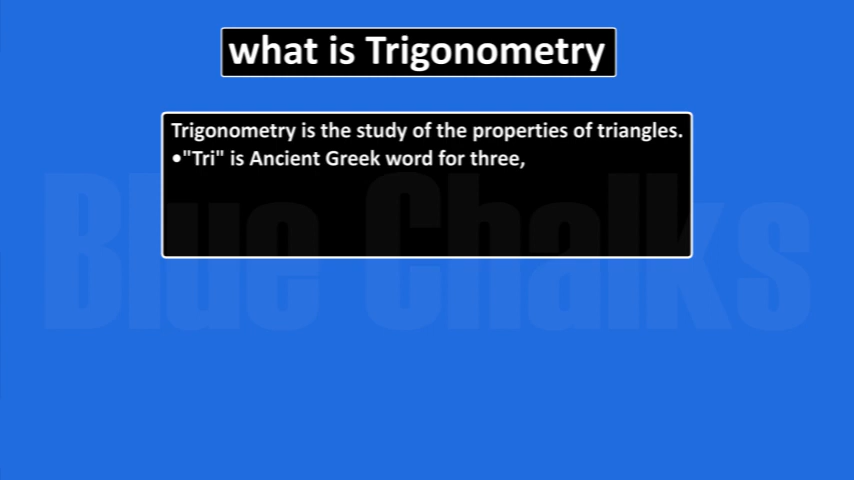 what is Trigonometry
Trigonometry is the study of the properties of triangles.
•"Tri" is Ancient Greek word for three,
Blue Chalks